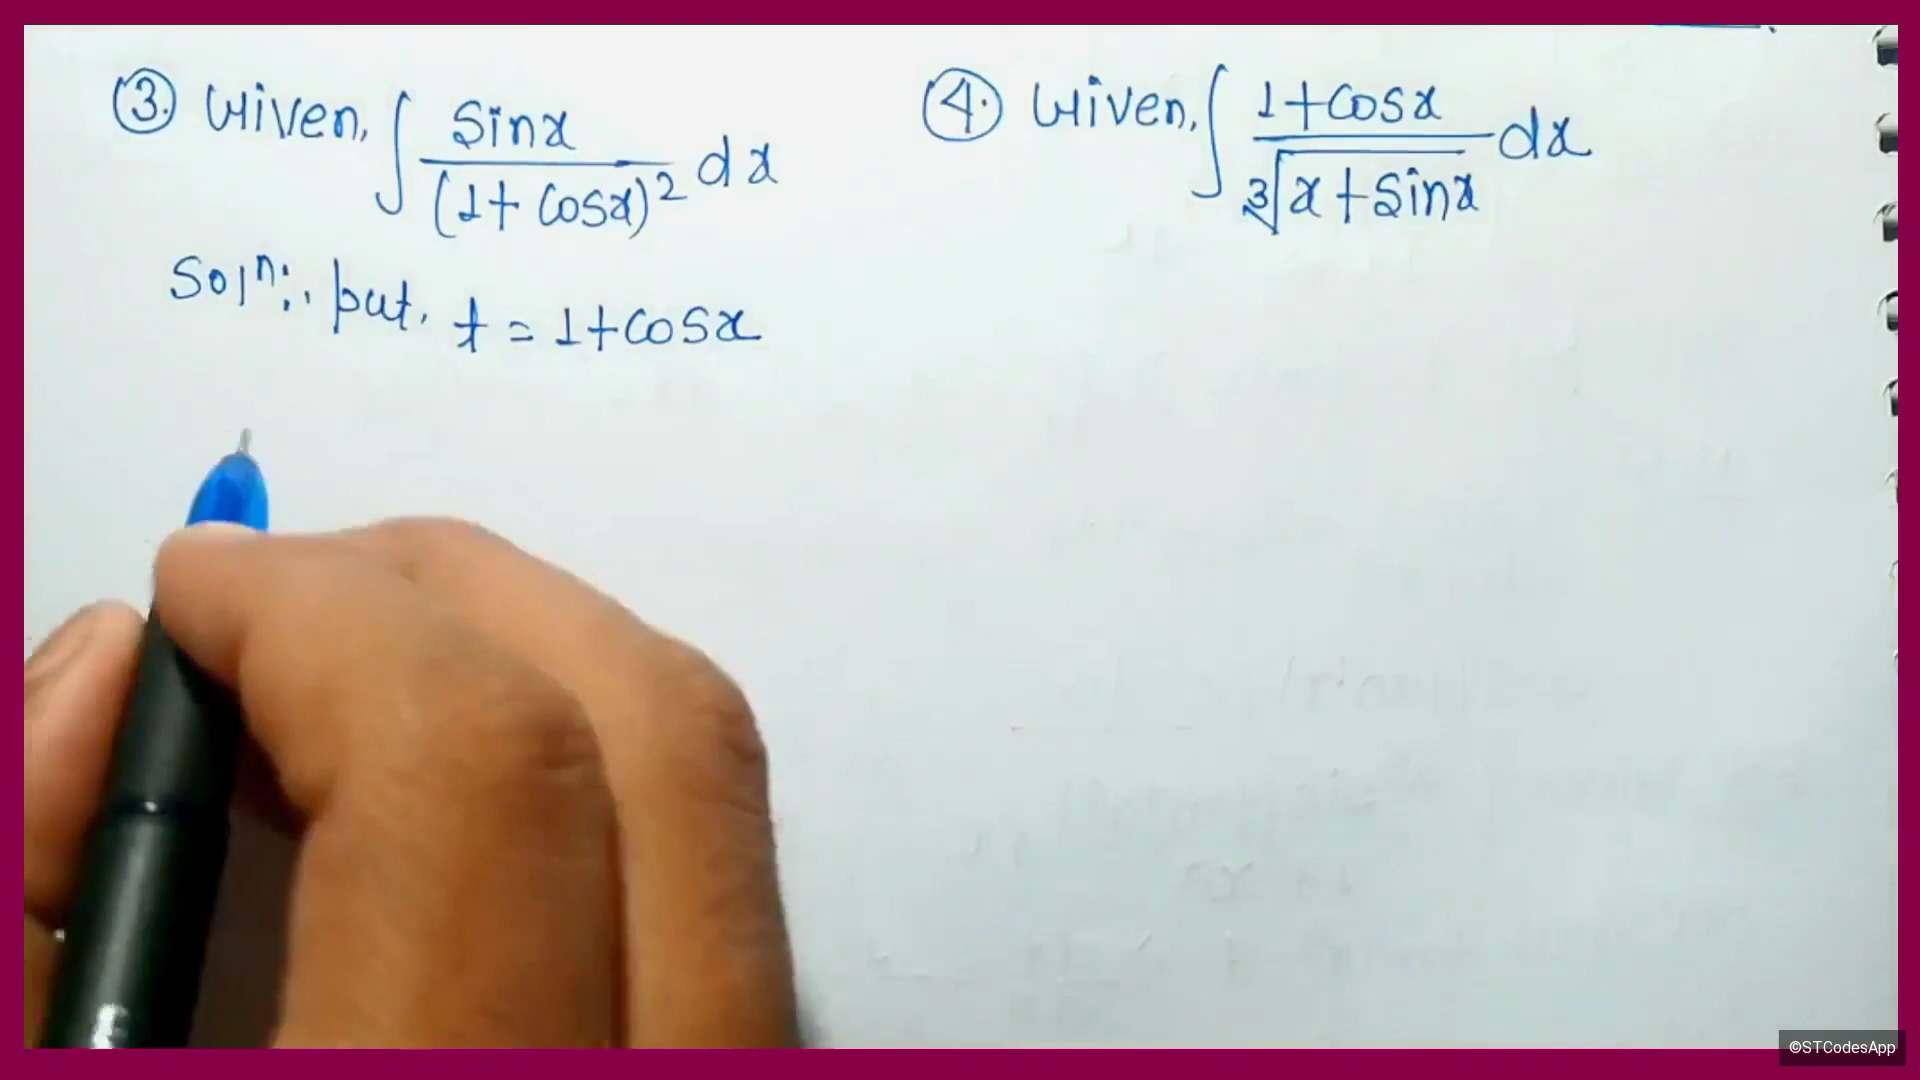 ③. Given, ∫ sinx / (1+cosx)² dx
Solⁿ:. put, t = 1+cosx
④. Given, ∫ 1+cosx / ∛(x+sinx) dx
©STCodesApp